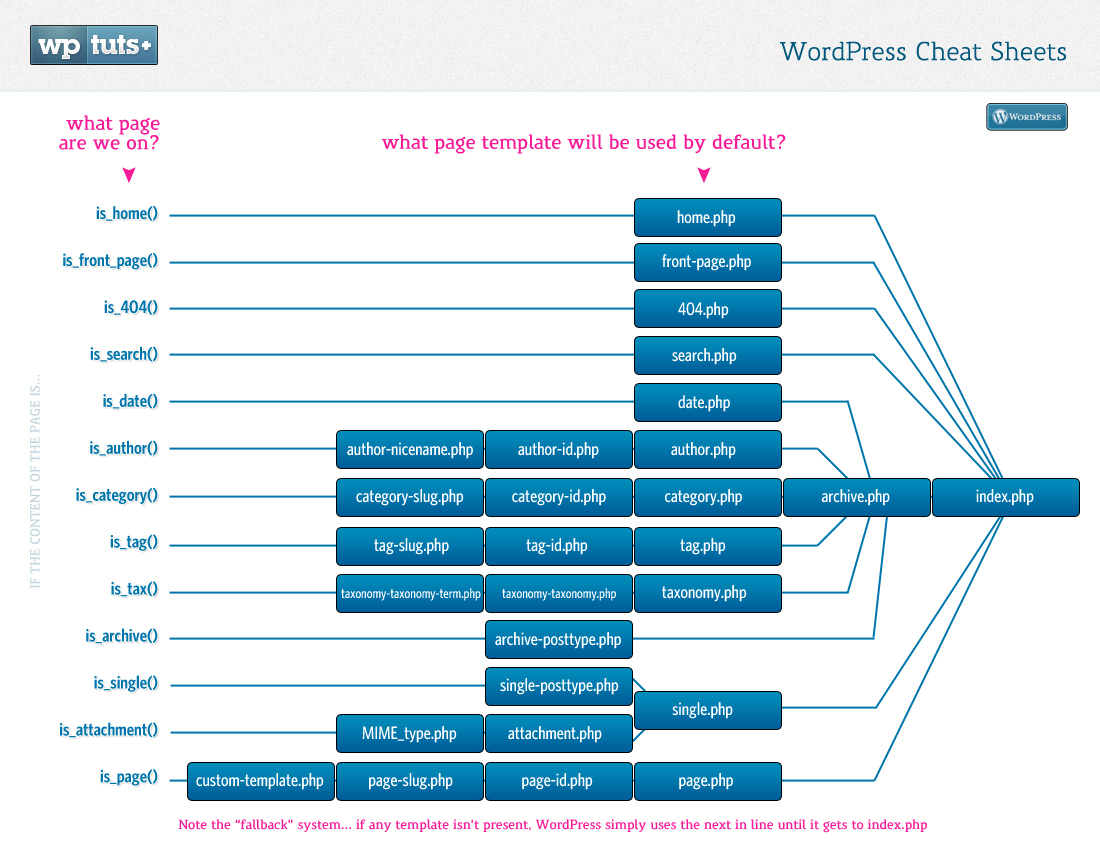 wp tuts+
WordPress Cheat Sheets
WORDPRESS
what page
are we on?
what page template will be used by default?
IF THE CONTENT OF THE PAGE IS...
is_home()
home.php
is_front_page()
front-page.php
is_404()
404.php
is_search()
search.php
is_date()
date.php
is_author()
author-nicename.php
author-id.php
author.php
is_category()
category-slug.php
category-id.php
category.php
archive.php
index.php
is_tag()
tag-slug.php
tag-id.php
tag.php
is_tax()
taxonomy-taxonomy-term.php
taxonomy-taxonomy.php
taxonomy.php
is_archive()
archive-posttype.php
is_single()
single-posttype.php
single.php
is_attachment()
MIME_type.php
attachment.php
is_page()
custom-template.php
page-slug.php
page-id.php
page.php
Note the "fallback" system... if any template isn't present, WordPress simply uses the next in line until it gets to index.php